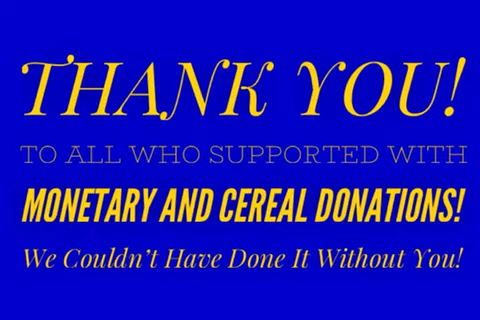 THANK YOU!
TO ALL WHO SUPPORTED WITH
MONETARY AND CEREAL DONATIONS!
We Couldn't Have Done It Without You!